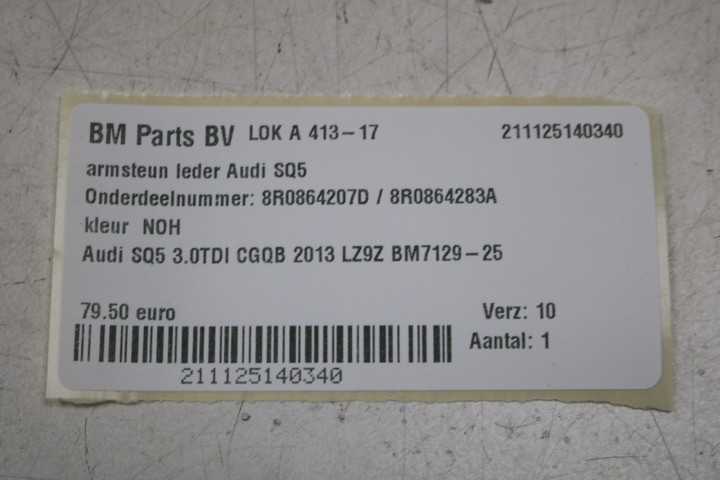 BM Parts BV LOK A 413-17 211125140340
armsteun leder Audi SQ5
Onderdeelnummer: 8R0864207D / 8R0864283A
kleur NOH
Audi SQ5 3.0TDI CGQB 2013 LZ9Z BM7129-25
79.50 euro Verz: 10
Aantal: 1
211125140340